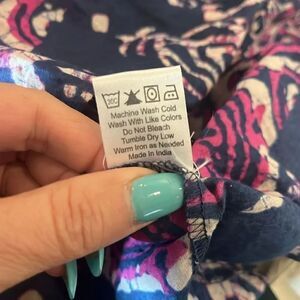 Machine Wash Cold
Wash With Like Colors
Do Not Bleach
Tumble Dry Low
Warm Iron as Needed
Made in India